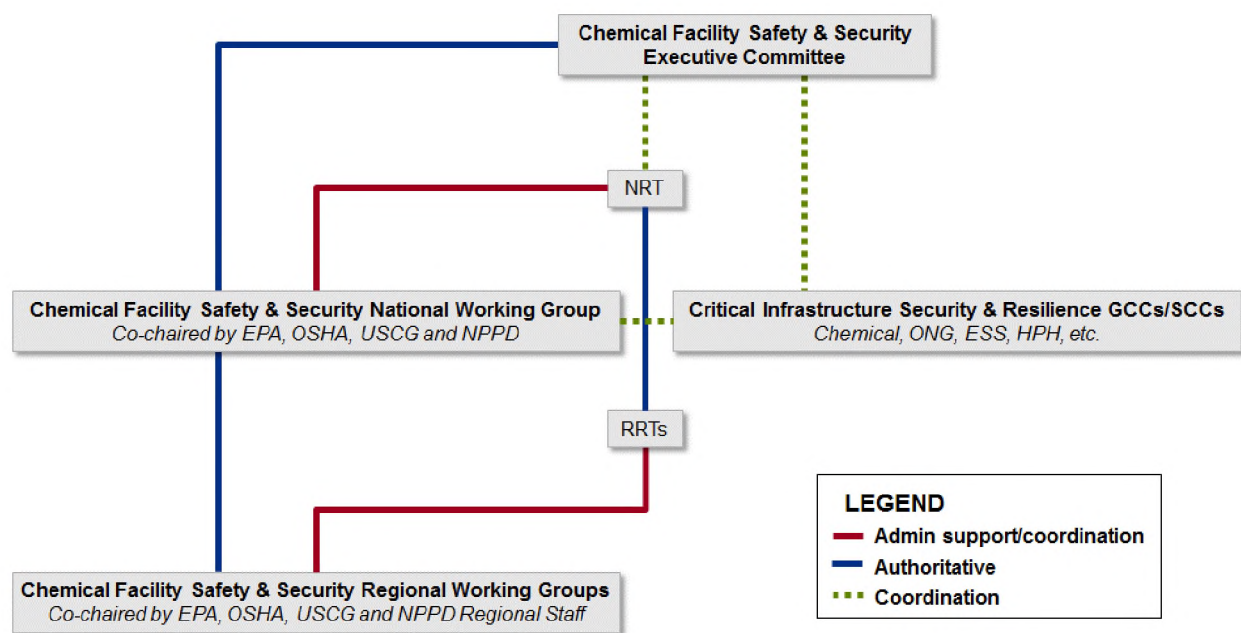 Chemical Facility Safety & Security
Executive Committee
NRT
Chemical Facility Safety & Security National Working Group
Co-chaired by EPA, OSHA, USCG and NPPD
Critical Infrastructure Security & Resilience GCCs/SCCs
Chemical, ONG, ESS, HPH, etc.
RRTs
LEGEND
Admin support/coordination
Authoritative
Coordination
Chemical Facility Safety & Security Regional Working Groups
Co-chaired by EPA, OSHA, USCG and NPPD Regional Staff